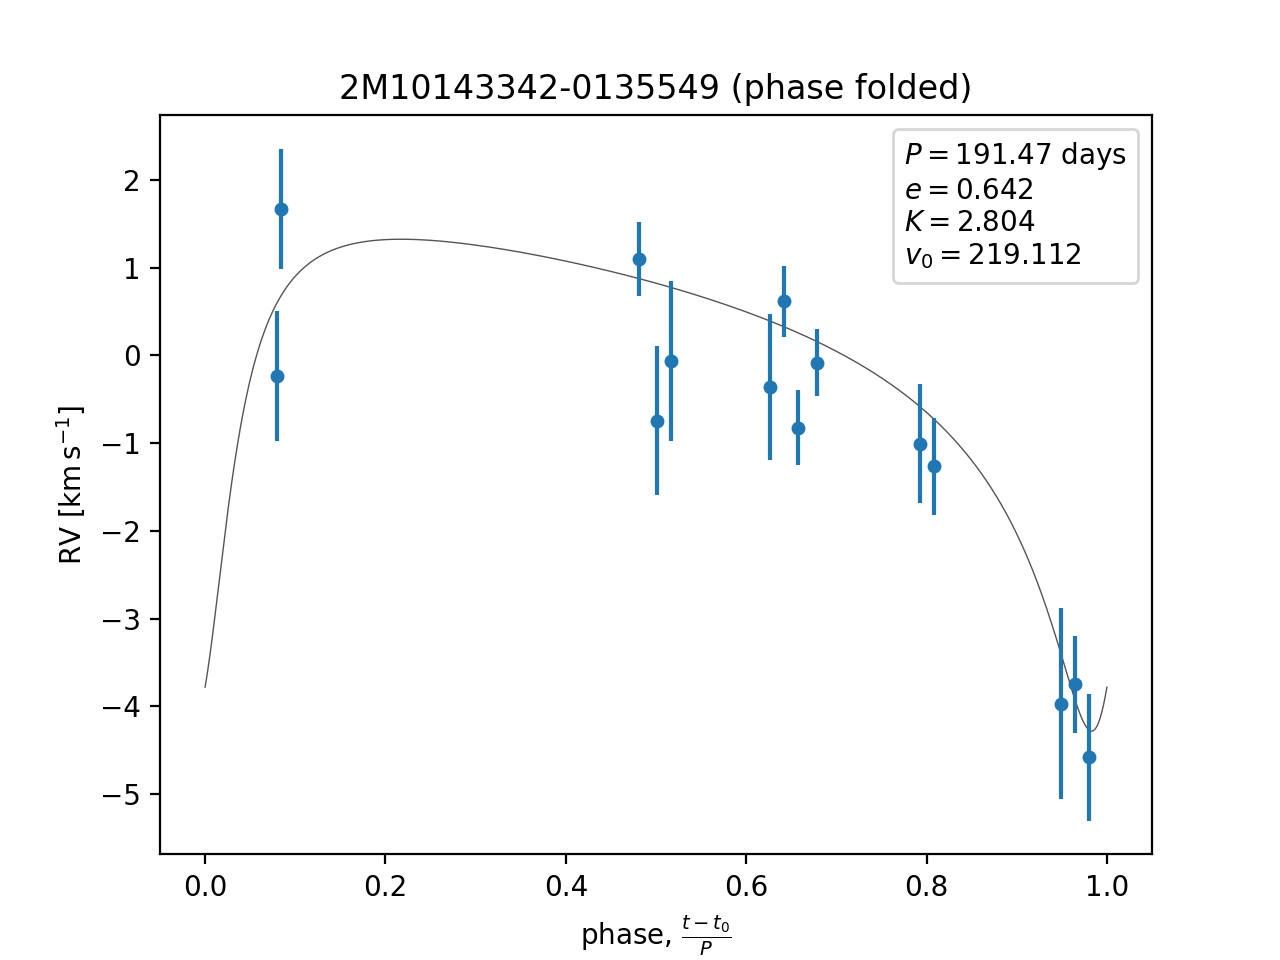 2M10143342-0135549 (phase folded)
P = 191.47 days
e = 0.642
K = 2.804
v₀ = 219.112
2
1
0
−1
−2
−3
−4
−5
RV [km s⁻¹]
0.0 0.2 0.4 0.6 0.8 1.0
phase, (t − t₀)/P